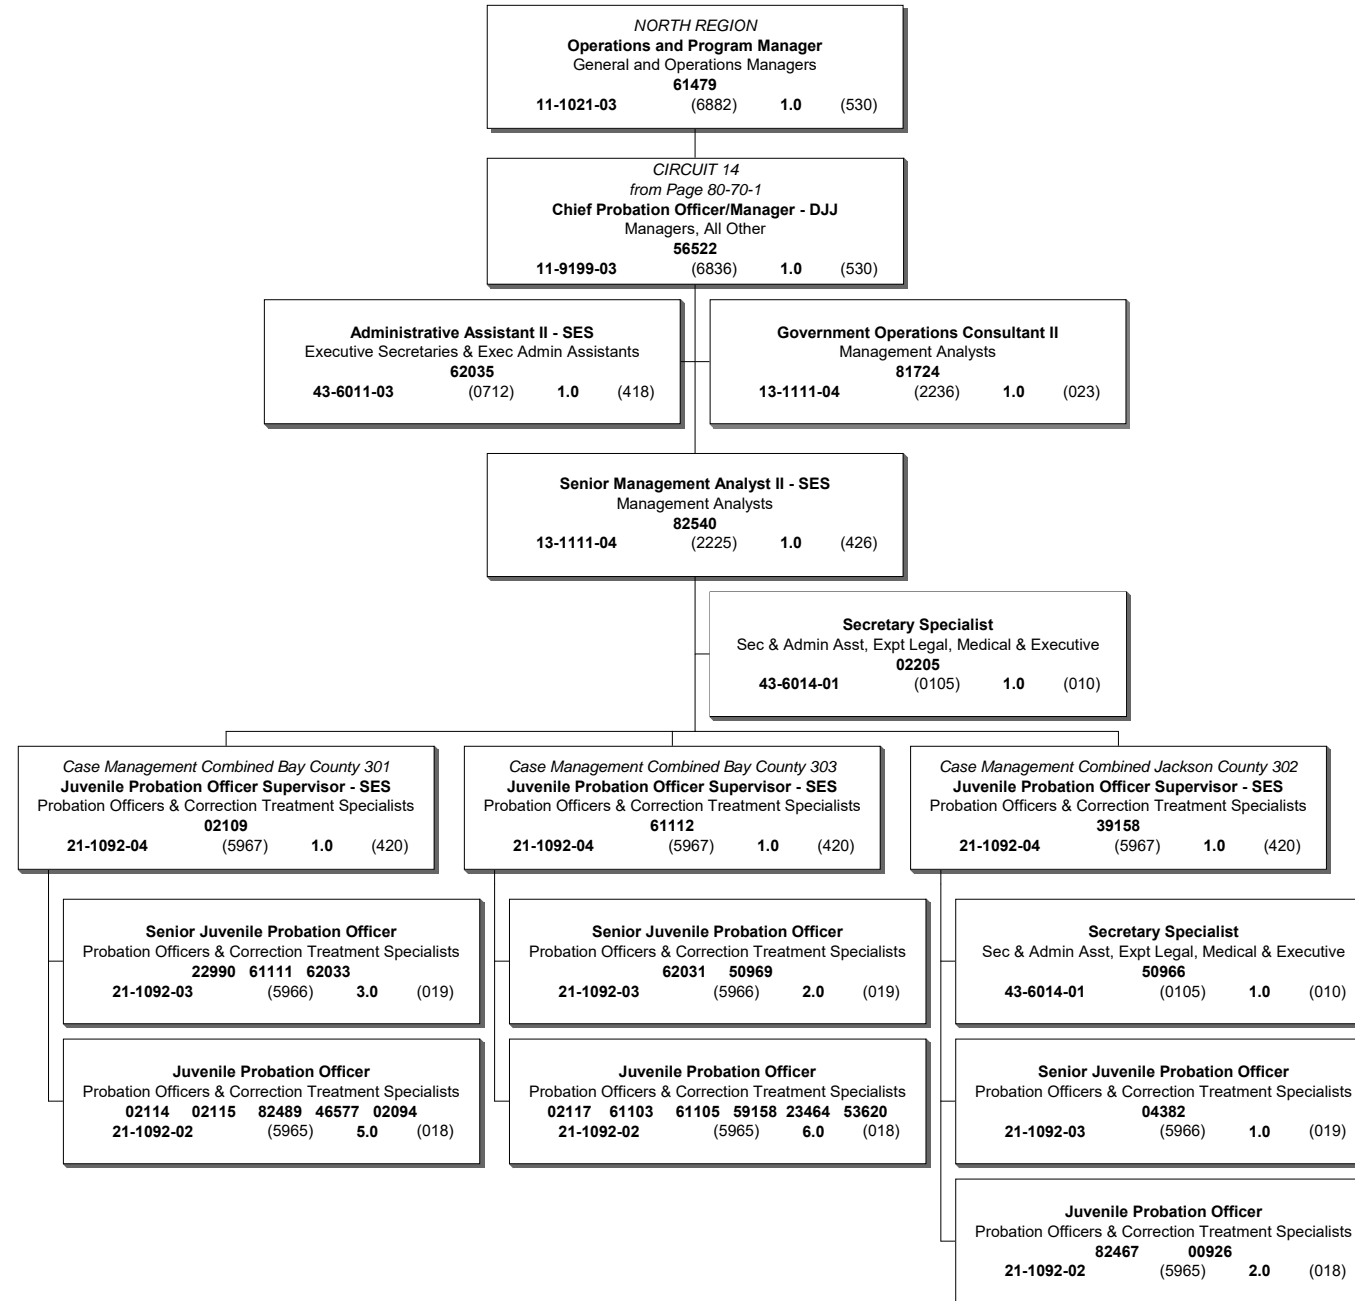 NORTH REGION
Operations and Program Manager
General and Operations Managers
61479
11-1021-03 (6882) 1.0 (530)
CIRCUIT 14
from Page 80-70-1
Chief Probation Officer/Manager - DJJ
Managers, All Other
56522
11-9199-03 (6836) 1.0 (530)
Administrative Assistant II - SES
Executive Secretaries & Exec Admin Assistants
62035
43-6011-03 (0712) 1.0 (418)
Government Operations Consultant II
Management Analysts
81724
13-1111-04 (2236) 1.0 (023)
Senior Management Analyst II - SES
Management Analysts
82540
13-1111-04 (2225) 1.0 (426)
Secretary Specialist
Sec & Admin Asst, Expt Legal, Medical & Executive
02205
43-6014-01 (0105) 1.0 (010)
Case Management Combined Bay County 301
Juvenile Probation Officer Supervisor - SES
Probation Officers & Correction Treatment Specialists
02109
21-1092-04 (5967) 1.0 (420)
Senior Juvenile Probation Officer
Probation Officers & Correction Treatment Specialists
22990 61111 62033
21-1092-03 (5966) 3.0 (019)
Juvenile Probation Officer
Probation Officers & Correction Treatment Specialists
02114 02115 82489 46577 02094
21-1092-02 (5965) 5.0 (018)
Case Management Combined Bay County 303
Juvenile Probation Officer Supervisor - SES
Probation Officers & Correction Treatment Specialists
61112
21-1092-04 (5967) 1.0 (420)
Senior Juvenile Probation Officer
Probation Officers & Correction Treatment Specialists
62031 50969
21-1092-03 (5966) 2.0 (019)
Juvenile Probation Officer
Probation Officers & Correction Treatment Specialists
02117 61103 61105 59158 23464 53620
21-1092-02 (5965) 6.0 (018)
Case Management Combined Jackson County 302
Juvenile Probation Officer Supervisor - SES
Probation Officers & Correction Treatment Specialists
39158
21-1092-04 (5967) 1.0 (420)
Secretary Specialist
Sec & Admin Asst, Expt Legal, Medical & Executive
50966
43-6014-01 (0105) 1.0 (010)
Senior Juvenile Probation Officer
Probation Officers & Correction Treatment Specialists
04382
21-1092-03 (5966) 1.0 (019)
Juvenile Probation Officer
Probation Officers & Correction Treatment Specialists
82467 00926
21-1092-02 (5965) 2.0 (018)